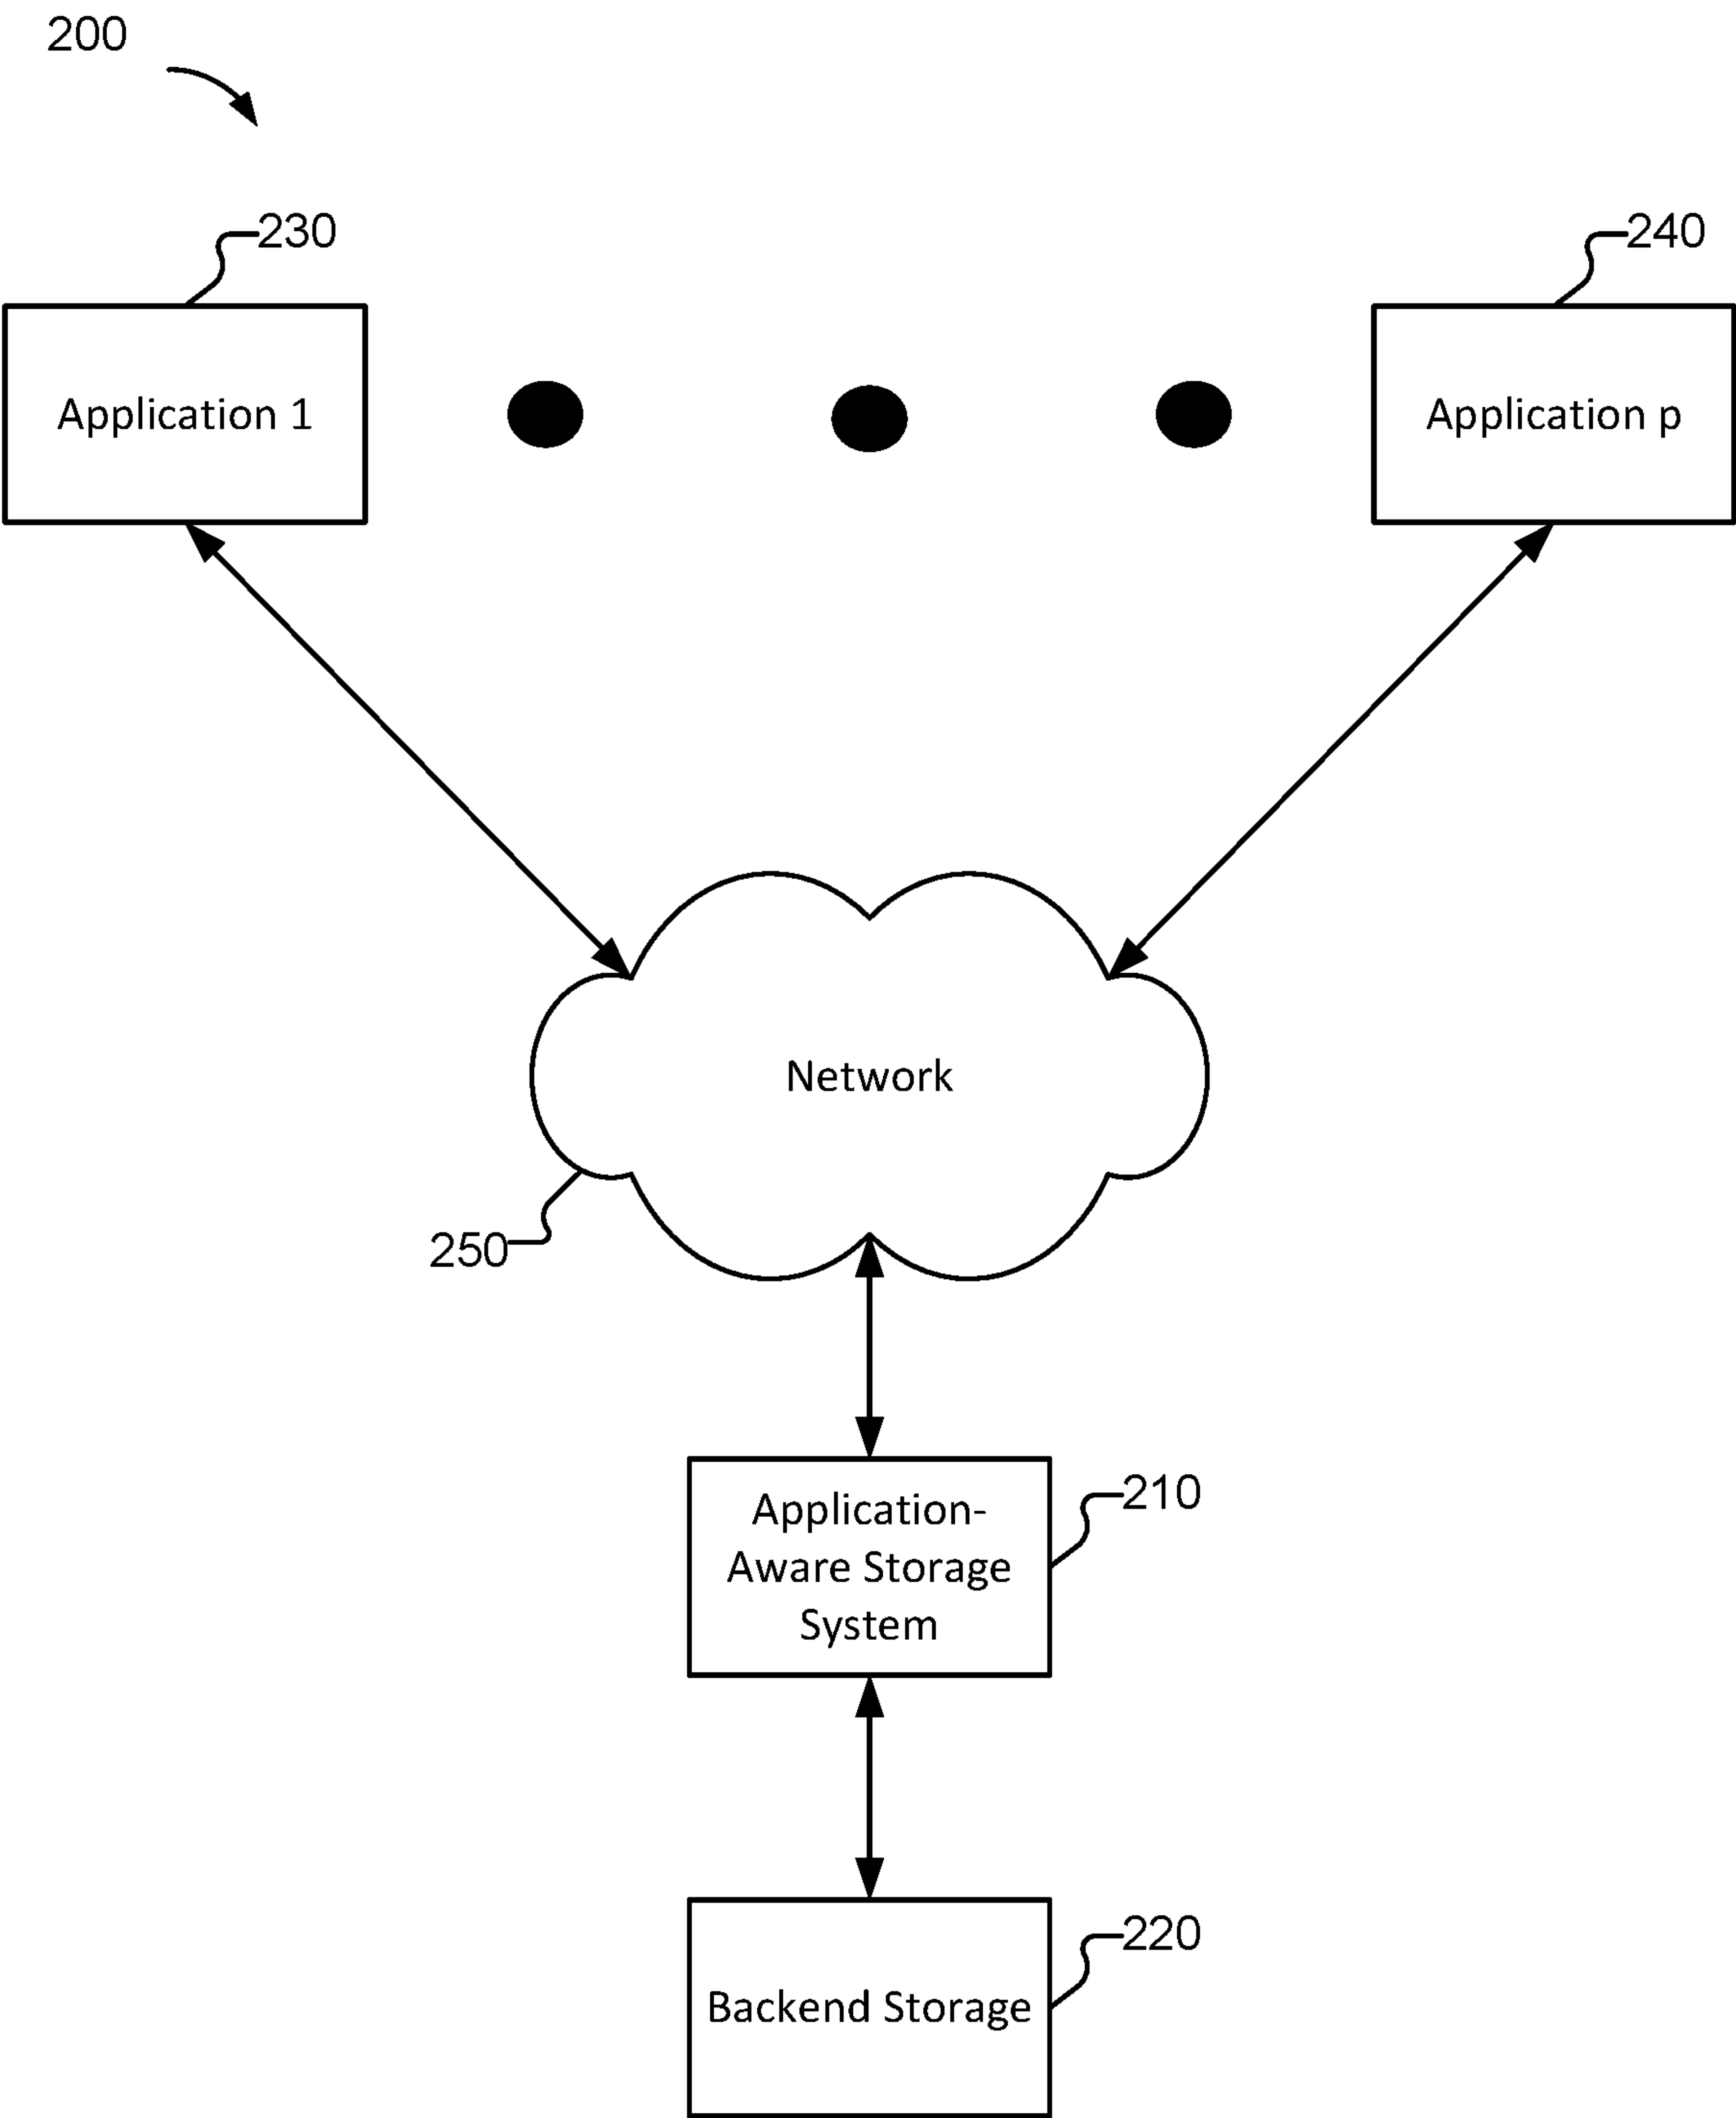 200
230
240
Application 1
Application p
Network
250
Application-
Aware Storage
System
210
220
Backend Storage